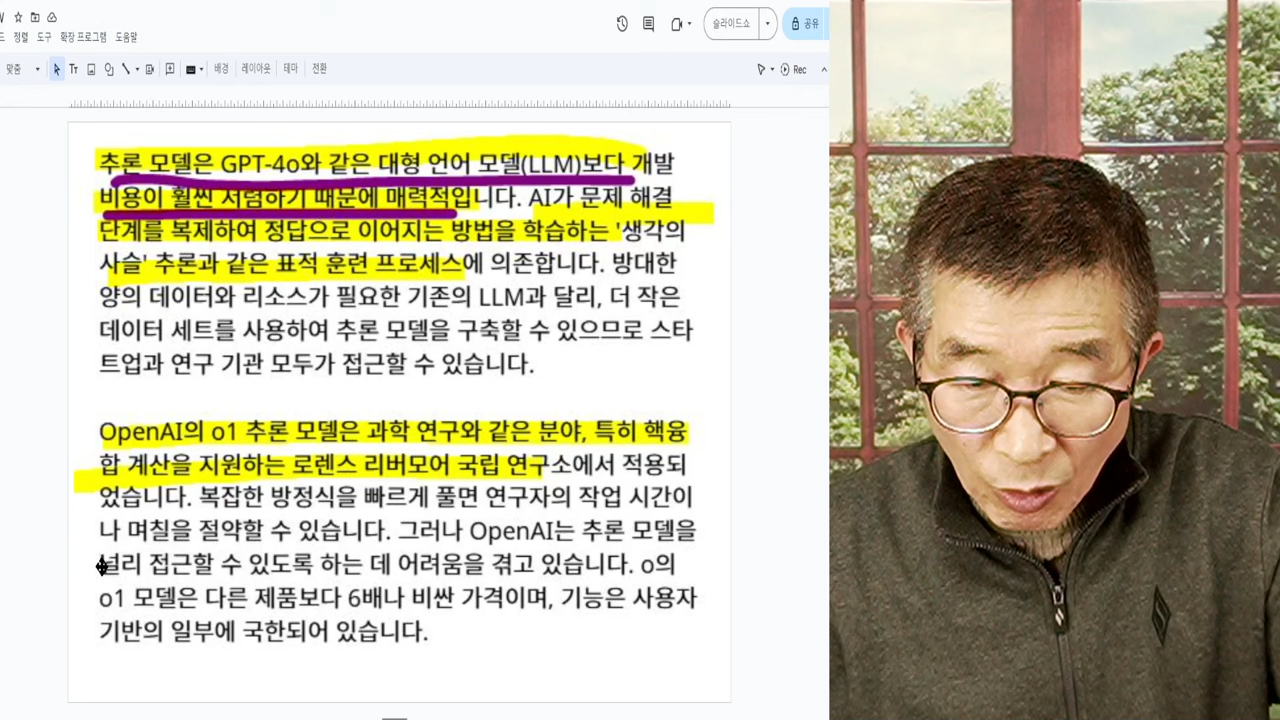 정렬 도구 확장 프로그램 도움말
슬라이드쇼
공유
맞춤 배경 레이아웃 테마 전환 Rec
추론 모델은 GPT-4o와 같은 대형 언어 모델(LLM)보다 개발
비용이 훨씬 저렴하기 때문에 매력적입니다. AI가 문제 해결
단계를 복제하여 정답으로 이어지는 방법을 학습하는 '생각의
사슬' 추론과 같은 표적 훈련 프로세스에 의존합니다. 방대한
양의 데이터와 리소스가 필요한 기존의 LLM과 달리, 더 작은
데이터 세트를 사용하여 추론 모델을 구축할 수 있으므로 스타
트업과 연구 기관 모두가 접근할 수 있습니다.
OpenAI의 o1 추론 모델은 과학 연구와 같은 분야, 특히 핵융
합 계산을 지원하는 로렌스 리버모어 국립 연구소에서 적용되
었습니다. 복잡한 방정식을 빠르게 풀면 연구자의 작업 시간이
나 며칠을 절약할 수 있습니다. 그러나 OpenAI는 추론 모델을
널리 접근할 수 있도록 하는 데 어려움을 겪고 있습니다. o의
o1 모델은 다른 제품보다 6배나 비싼 가격이며, 기능은 사용자
기반의 일부에 국한되어 있습니다.